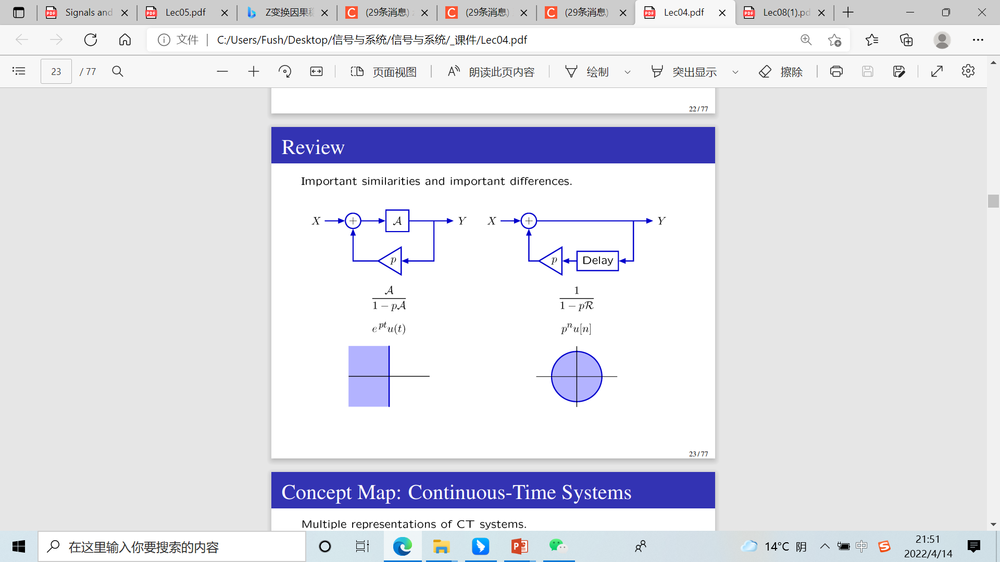 Signals and
Lec05.pdf
Z变换因果稳
(29条消息) z
(29条消息)
(29条消息)
Lec04.pdf
Lec08(1).pd
文件
C:/Users/Fush/Desktop/信号与系统/信号与系统/_课件/Lec04.pdf
23 / 77
页面视图
朗读此页内容
绘制
突出显示
擦除
22/77
Review
Important similarities and important differences.
X + A Y X + Y
p p Delay
A 1
1 − pA 1 − pR
e^{pt}u(t) p^n u[n]
23/77
Concept Map: Continuous-Time Systems
Multiple representations of CT systems.
在这里输入你要搜索的内容
14°C 阴
中
21:51
2022/4/14